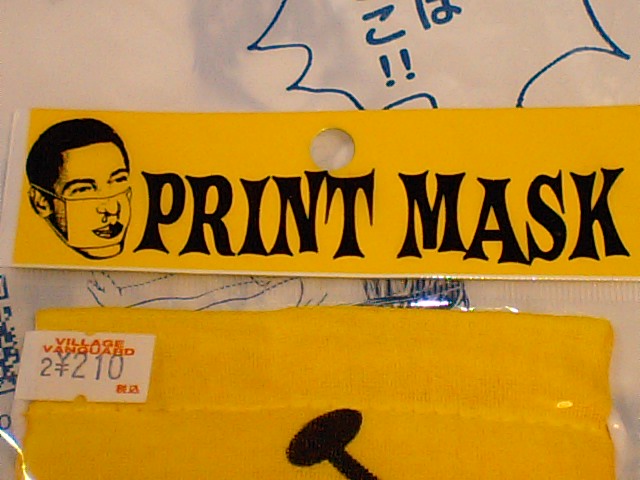 は
こ
!!
PRINT MASK
VILLAGE
VANGUARD
2¥210
税込